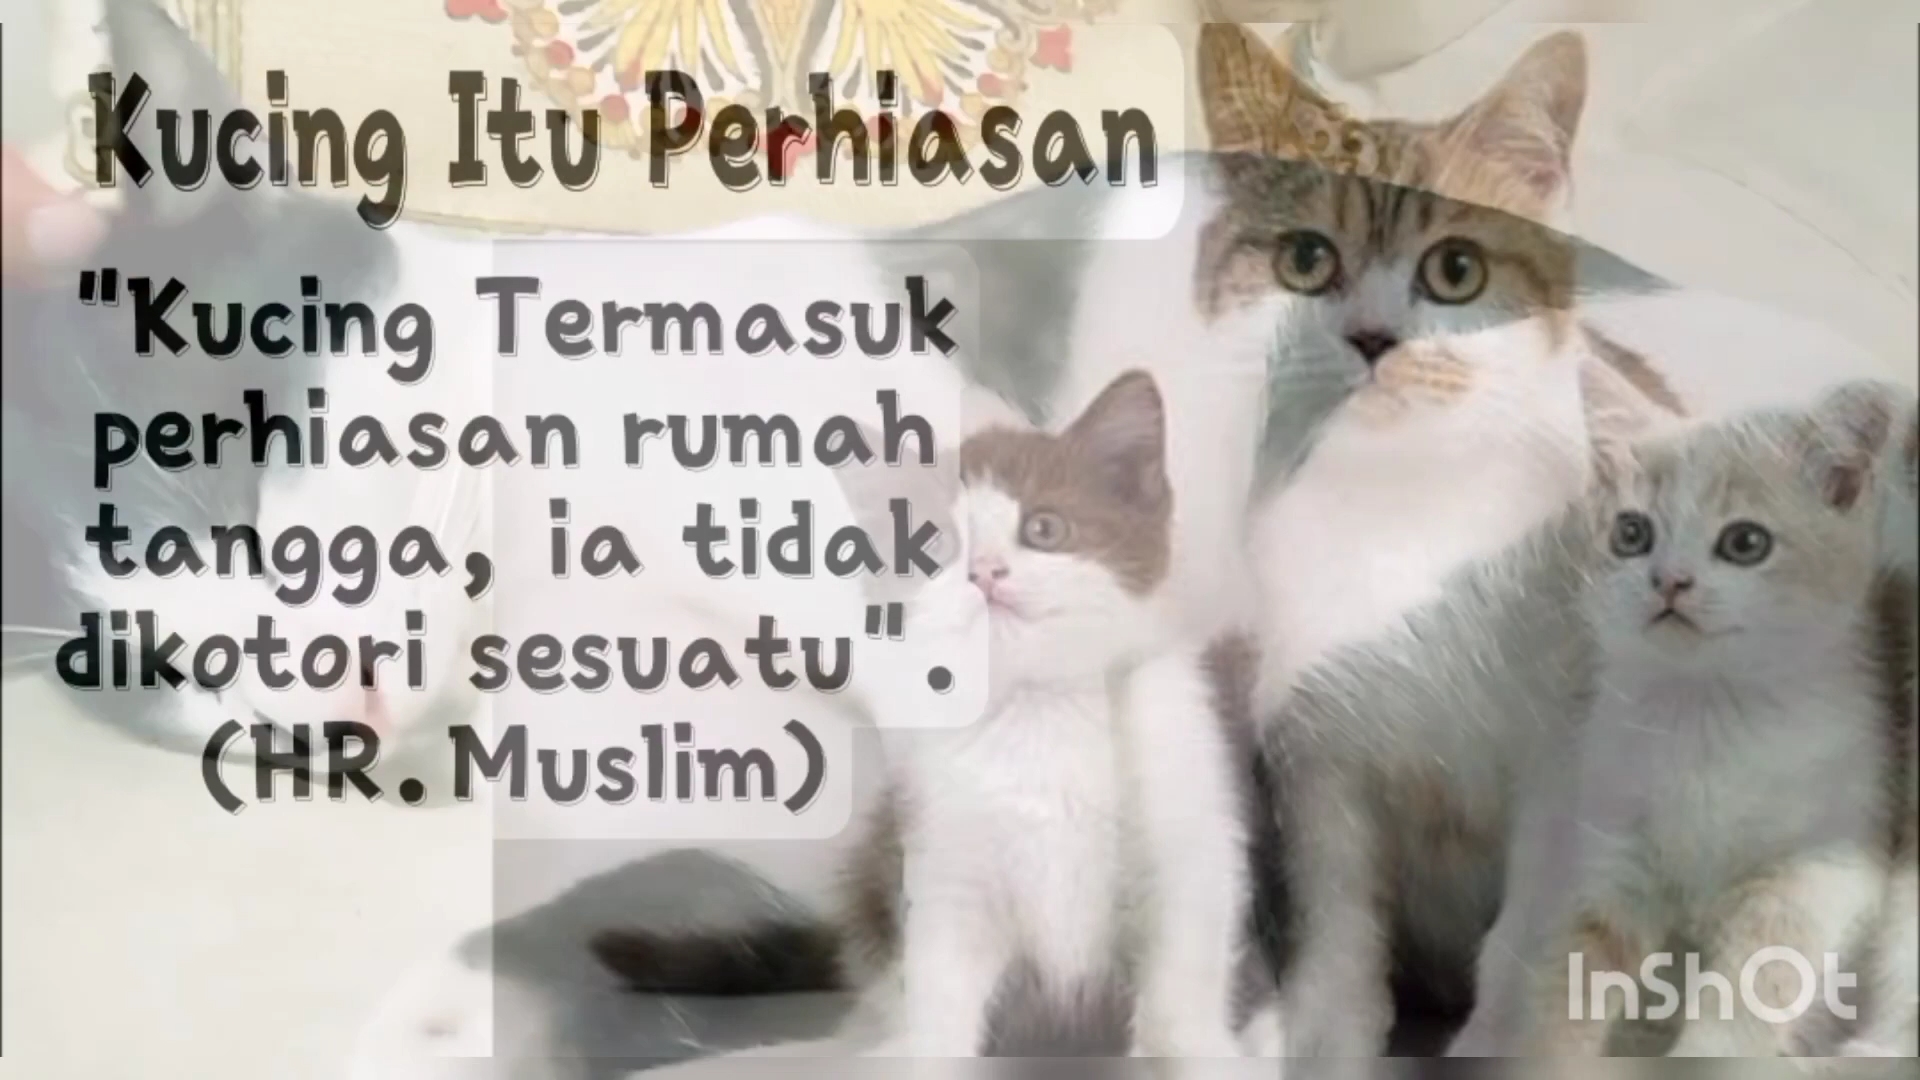 Kucing Itu Perhiasan
"Kucing Termasuk
perhiasan rumah
tangga, ia tidak
dikotori sesuatu".
(HR. Muslim)
InShOt